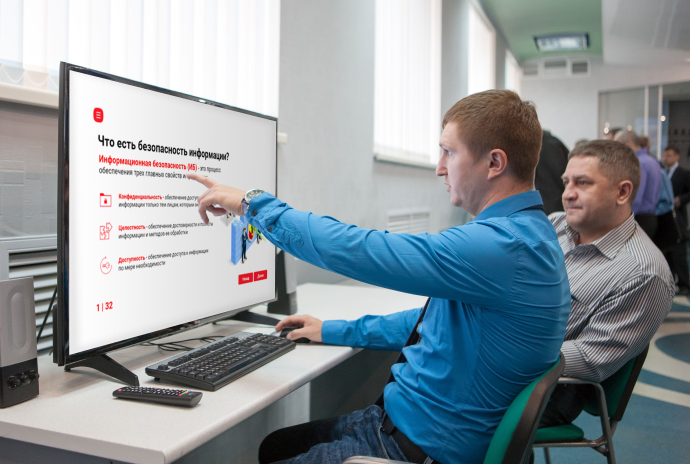 Что есть безопасность информации?
Информационная безопасность (ИБ) - это процесс
обеспечения трех главных свойств
Конфиденциальность - обеспечение
информации только тем лицам, которые
Целостность - обеспечение достоверности и
информации и методов ее обработки
Доступность - обеспечение доступа к информации
по мере необходимости
Назад
Далее
1 | 32